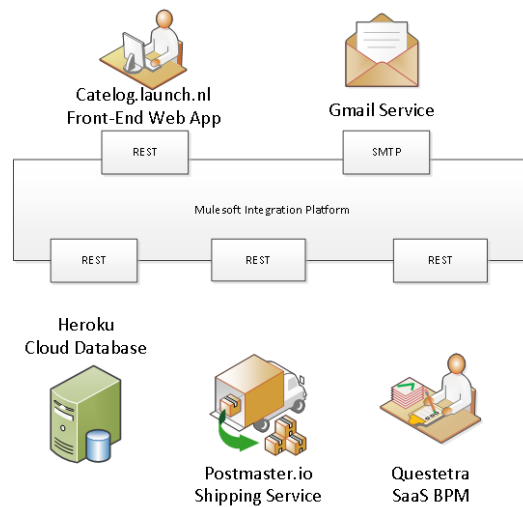 Catelog.launch.nl
Front-End Web App
Gmail Service
REST
SMTP
Mulesoft Integration Platform
REST
REST
REST
Heroku
Cloud Database
Postmaster.io
Shipping Service
Questetra
SaaS BPM